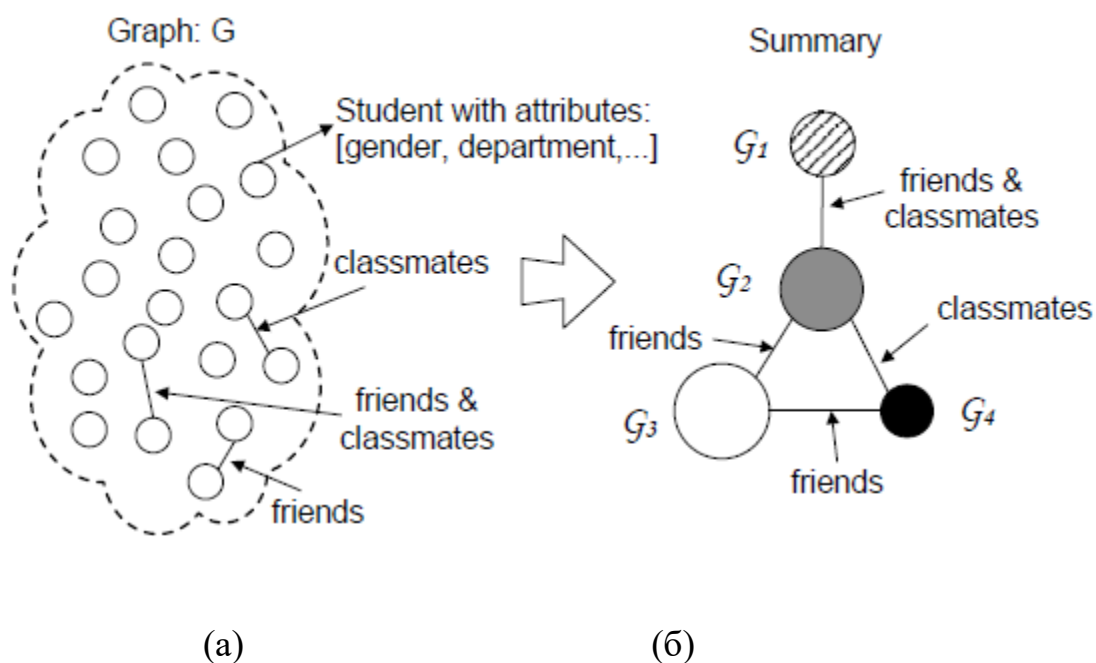 Graph: G
Student with attributes:
[gender, department,...]
classmates
friends &
classmates
friends
Summary
𝒢1
friends &
classmates
𝒢2
classmates
friends
𝒢3
𝒢4
friends
(а)
(б)